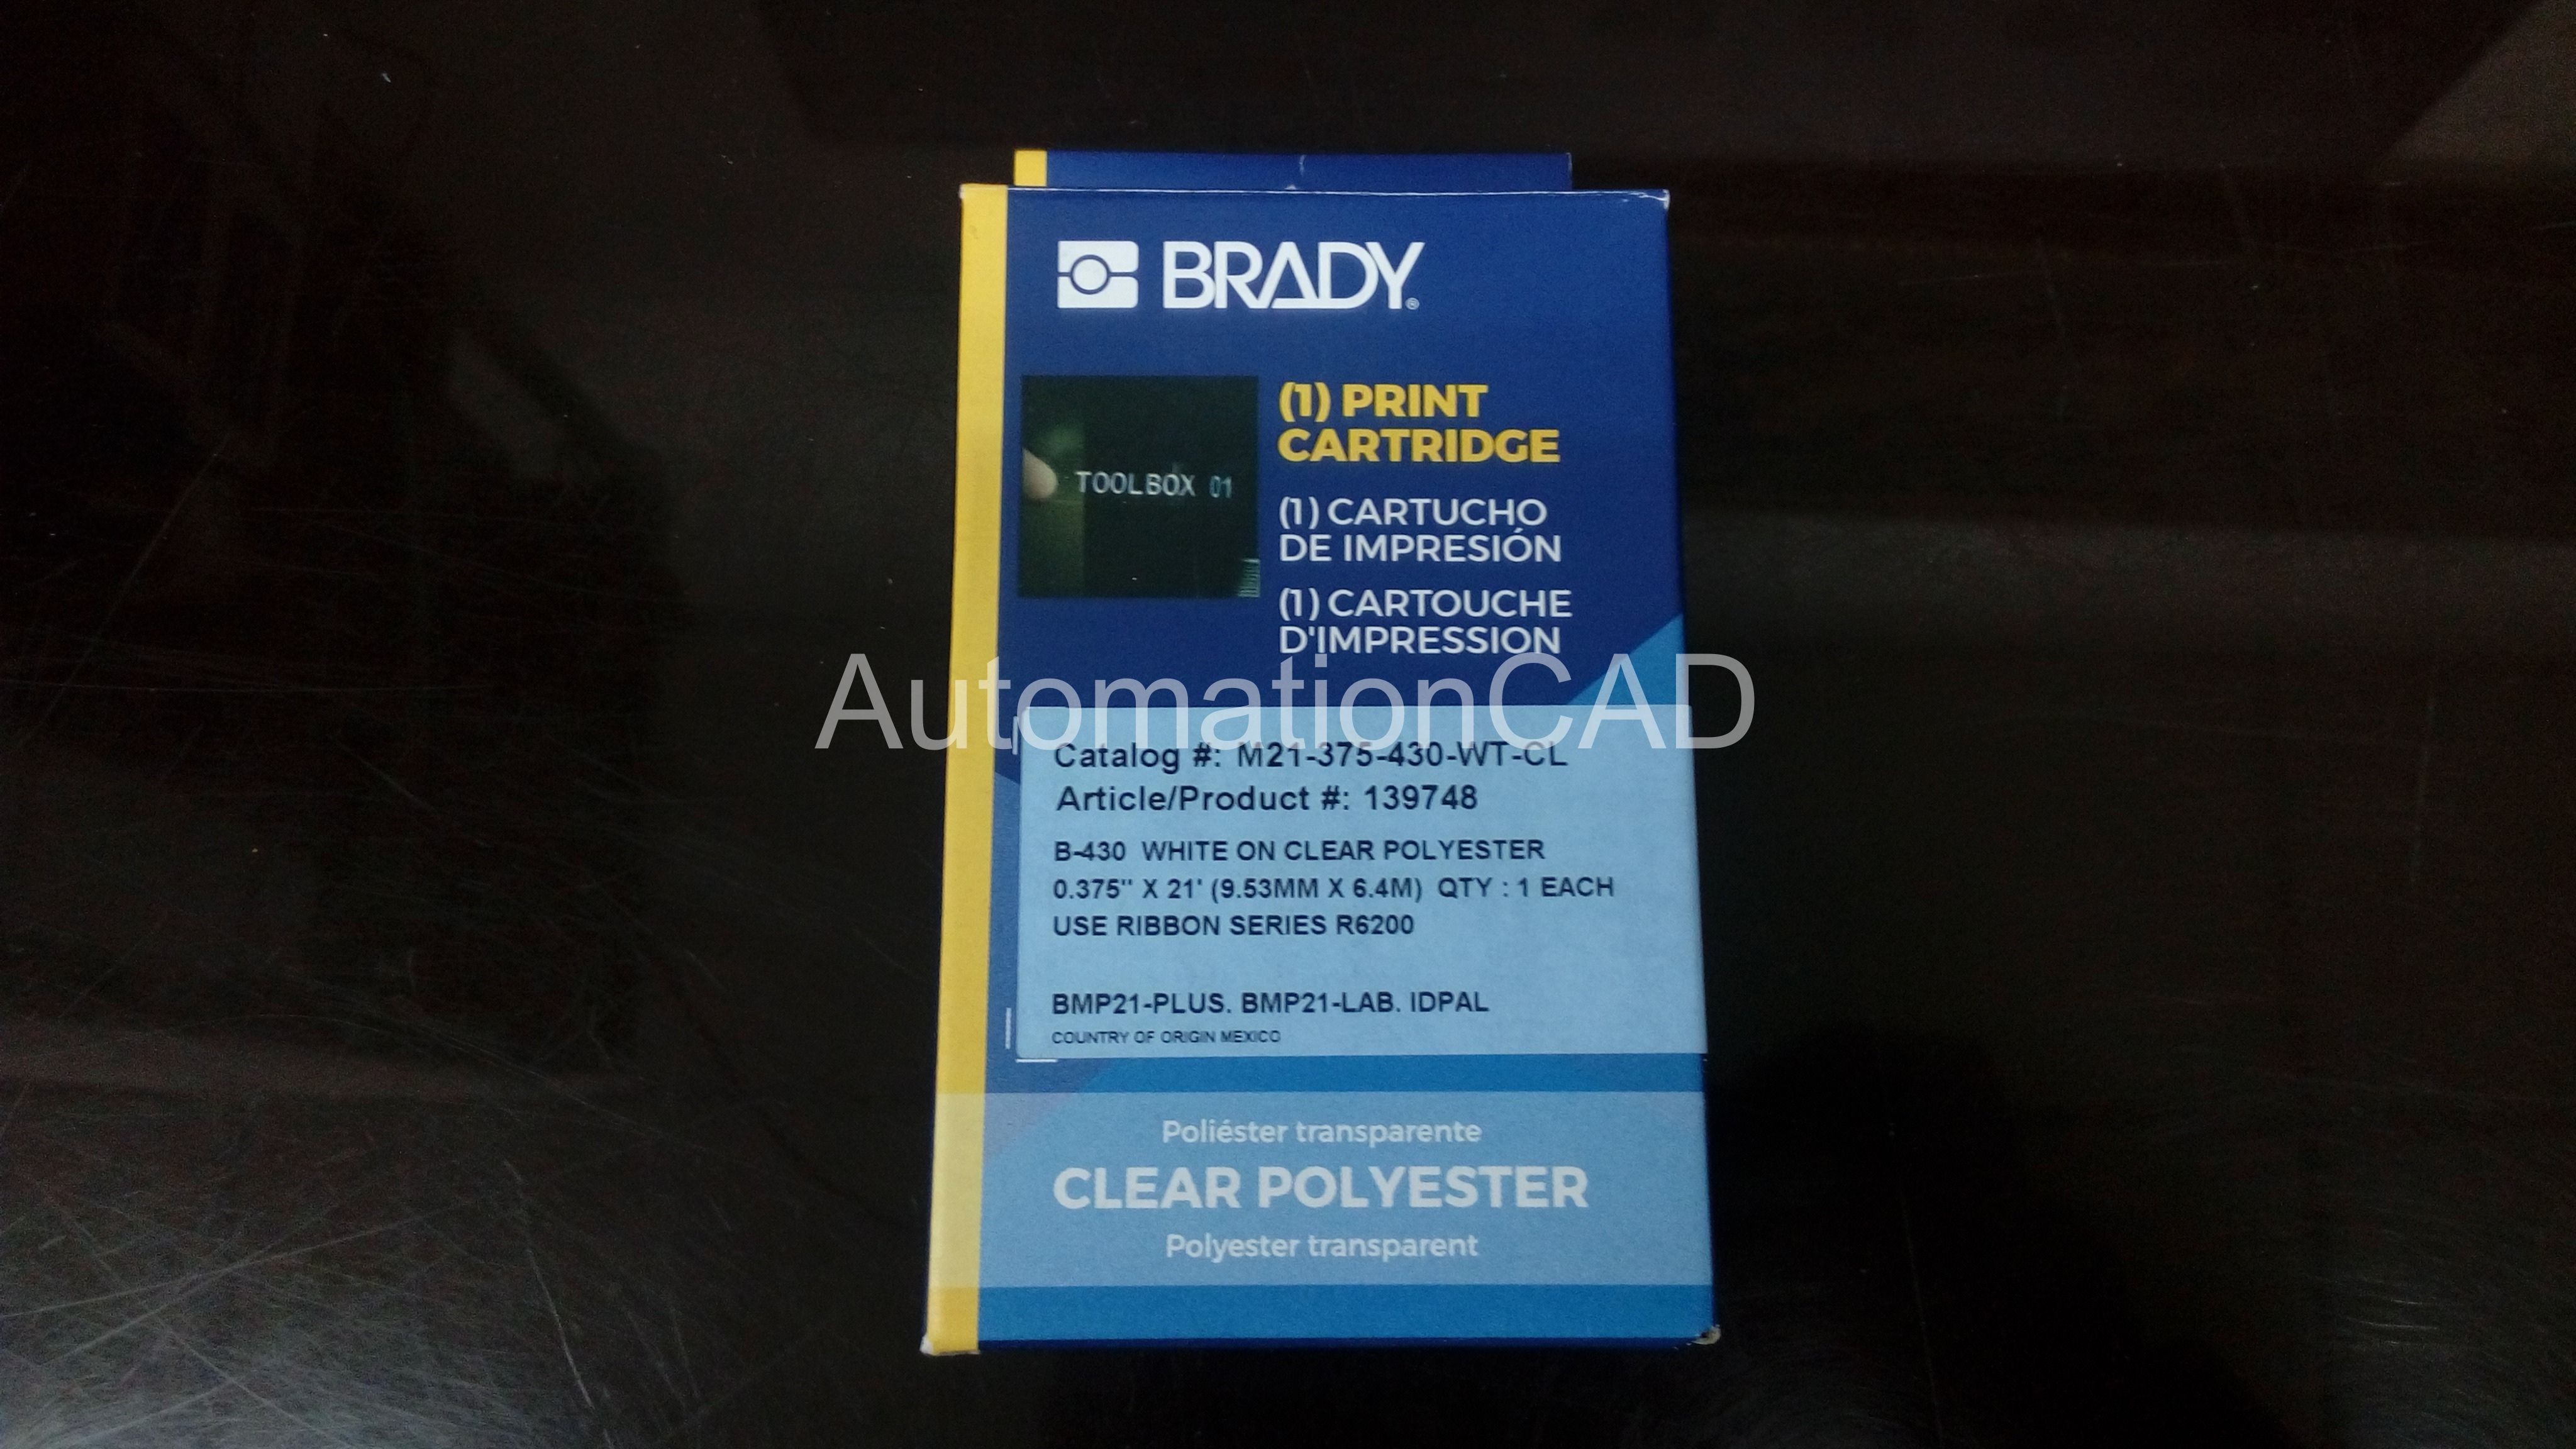 BRADY®
TOOLBOX 01
(1) PRINT
CARTRIDGE
(1) CARTUCHO
DE IMPRESIÓN
(1) CARTOUCHE
D'IMPRESSION
AutomationCAD
Catalog #: M21-375-430-WT-CL
Article/Product #: 139748
B-430 WHITE ON CLEAR POLYESTER
0.375" X 21' (9.53MM X 6.4M) QTY : 1 EACH
USE RIBBON SERIES R6200
BMP21-PLUS. BMP21-LAB. IDPAL
COUNTRY OF ORIGIN MEXICO
Poliéster transparente
CLEAR POLYESTER
Polyester transparent